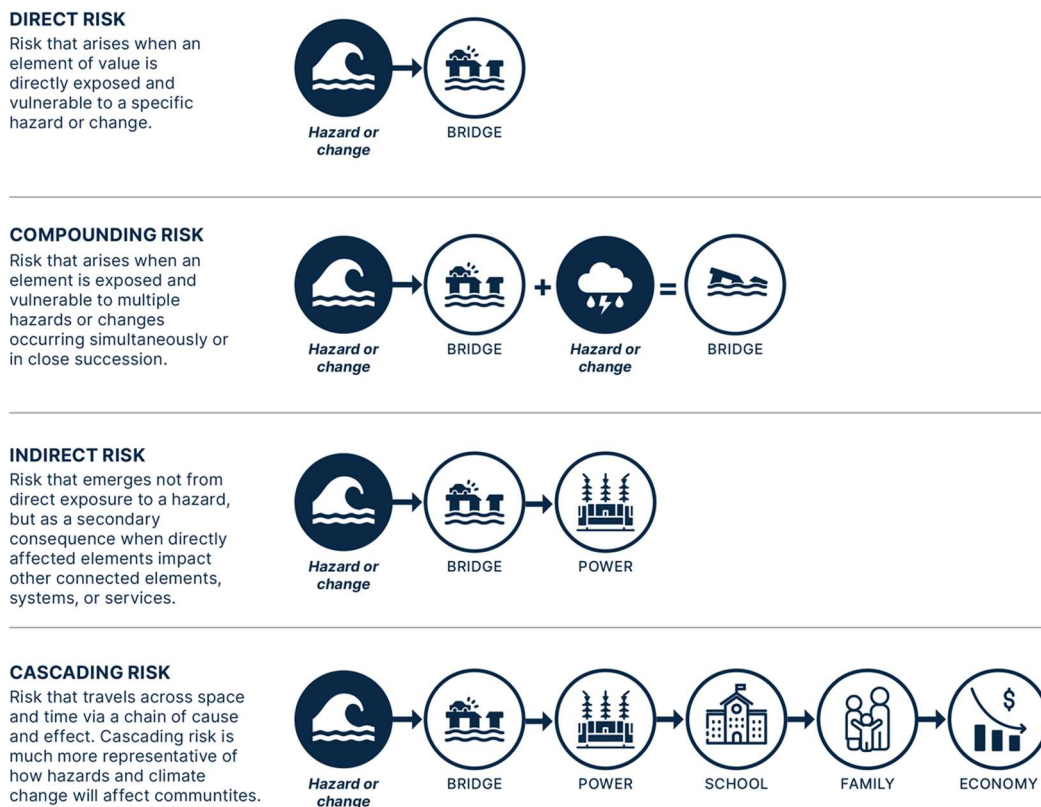 DIRECT RISK
Risk that arises when an
element of value is
directly exposed and
vulnerable to a specific
hazard or change.
Hazard or
change
BRIDGE
COMPOUNDING RISK
Risk that arises when an
element is exposed and
vulnerable to multiple
hazards or changes
occurring simultaneously or
in close succession.
Hazard or
change
BRIDGE
+
Hazard or
change
=
BRIDGE
INDIRECT RISK
Risk that emerges not from
direct exposure to a hazard,
but as a secondary
consequence when directly
affected elements impact
other connected elements,
systems, or services.
Hazard or
change
BRIDGE
POWER
CASCADING RISK
Risk that travels across space
and time via a chain of cause
and effect. Cascading risk is
much more representative of
how hazards and climate
change will affect communtites.
Hazard or
change
BRIDGE
POWER
SCHOOL
FAMILY
$
ECONOMY